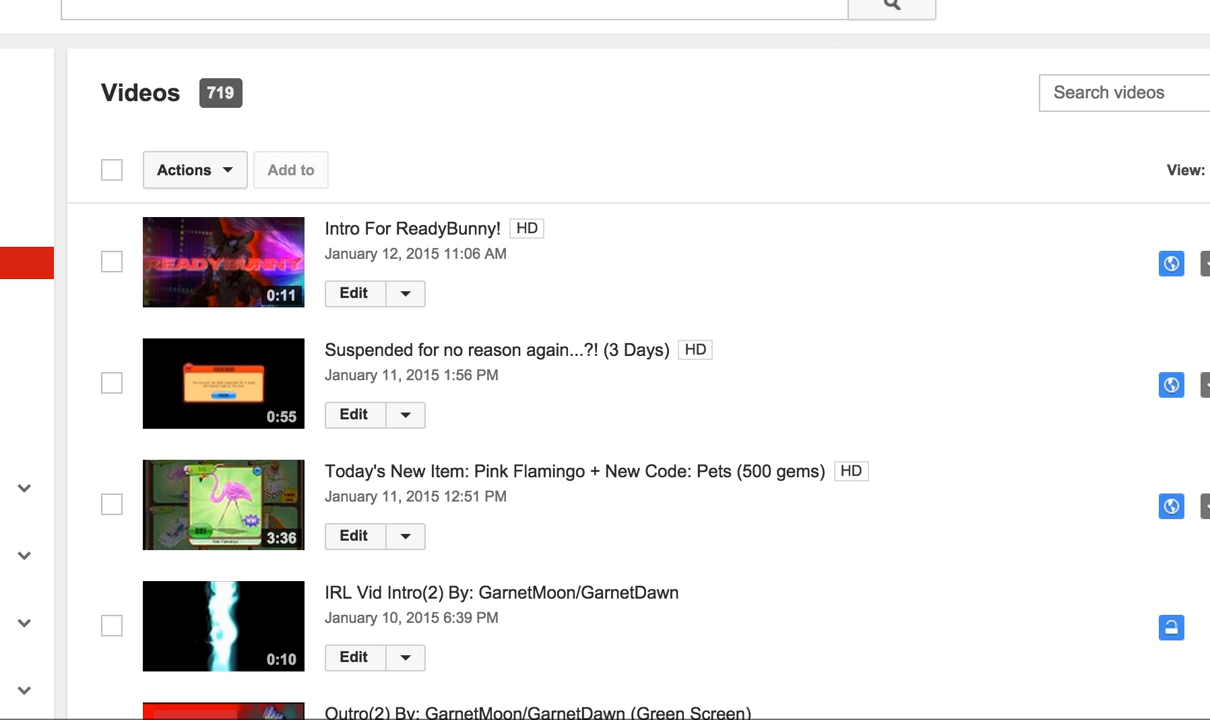 Videos 719
Search videos
Actions Add to
View:
READYBUNNY
0:11
Intro For ReadyBunny! HD
January 12, 2015 11:06 AM
Edit
0:55
Suspended for no reason again...?! (3 Days) HD
January 11, 2015 1:56 PM
Edit
3:36
Today's New Item: Pink Flamingo + New Code: Pets (500 gems) HD
January 11, 2015 12:51 PM
Edit
0:10
IRL Vid Intro(2) By: GarnetMoon/GarnetDawn
January 10, 2015 6:39 PM
Edit
Outro(2) By: GarnetMoon/GarnetDawn (Green Screen)